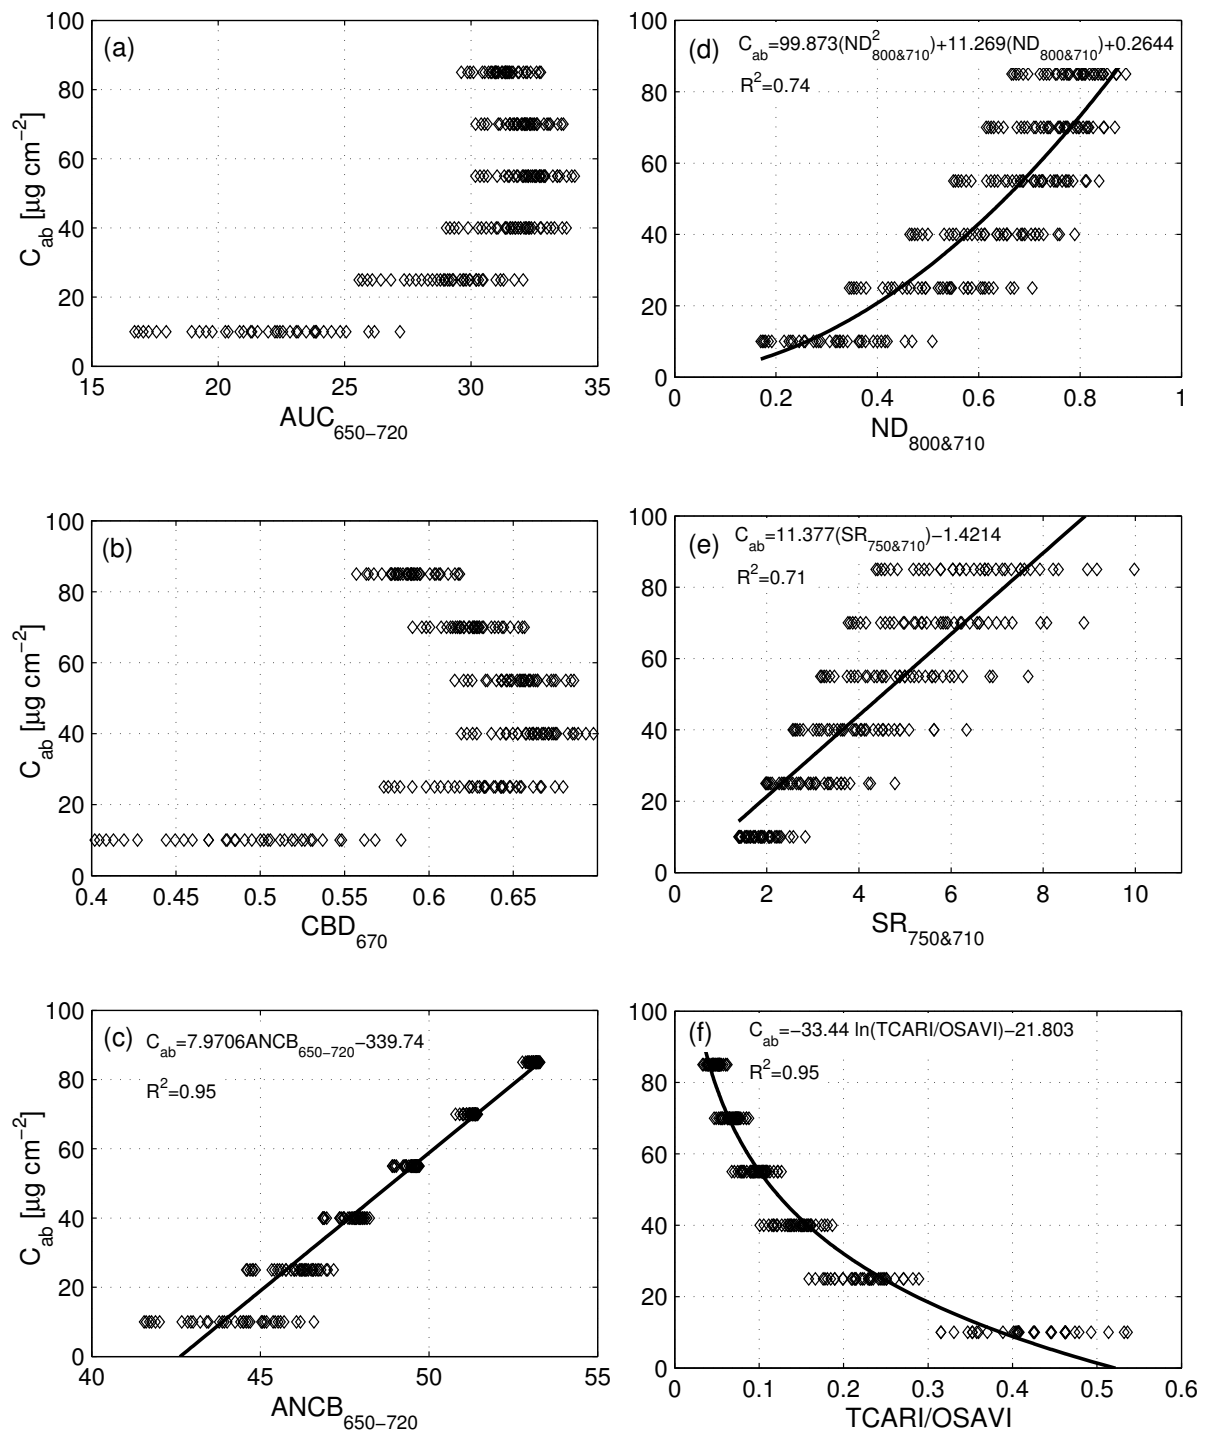 (a)
100
80
60
40
20
0
C_ab [µg cm⁻²]
15 20 25 30 35
AUC_650−720
(d)
C_ab=99.873(ND²_800&710)+11.269(ND_800&710)+0.2644
R²=0.74
100
80
60
40
20
0
0 0.2 0.4 0.6 0.8 1
ND_800&710
(b)
100
80
60
40
20
0
C_ab [µg cm⁻²]
0.4 0.45 0.5 0.55 0.6 0.65
CBD_670
(e)
C_ab=11.377(SR_750&710)−1.4214
R²=0.71
100
80
60
40
20
0
0 2 4 6 8 10
SR_750&710
(c)
C_ab=7.9706ANCB_650−720−339.74
R²=0.95
100
80
60
40
20
0
C_ab [µg cm⁻²]
40 45 50 55
ANCB_650−720
(f)
C_ab=−33.44 ln(TCARI/OSAVI)−21.803
R²=0.95
100
80
60
40
20
0
0 0.1 0.2 0.3 0.4 0.5 0.6
TCARI/OSAVI